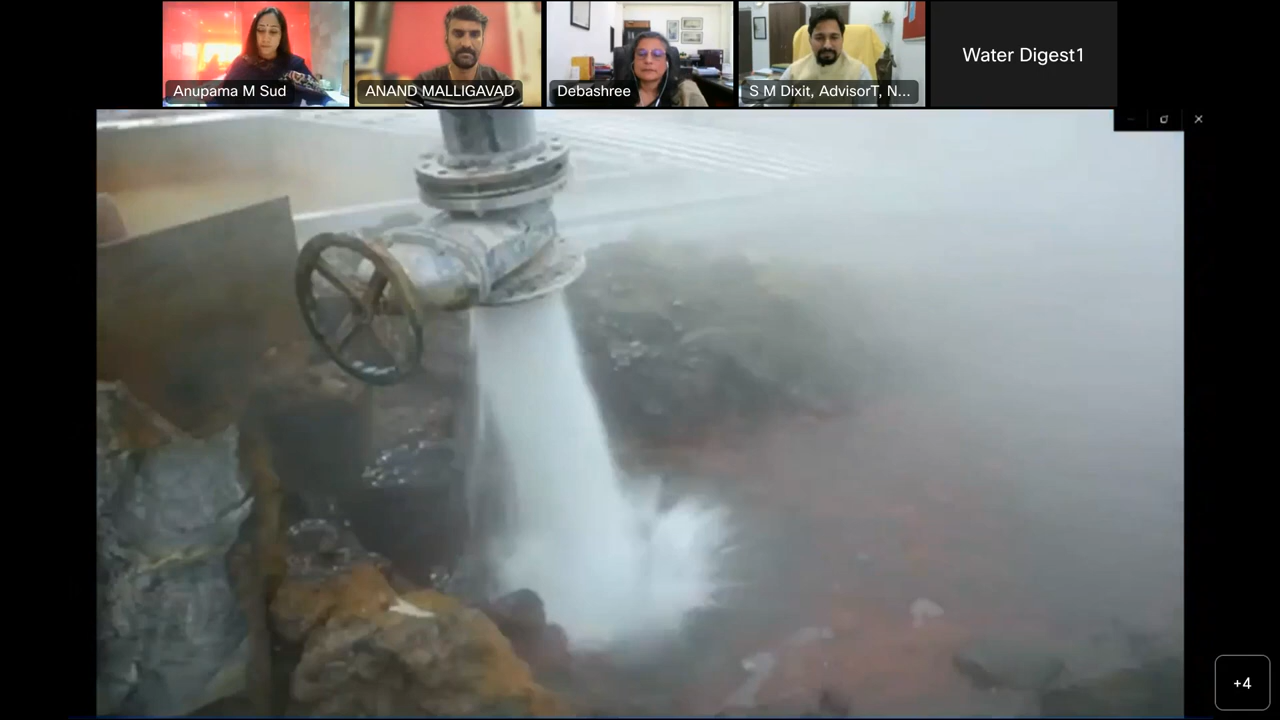 Anupama M Sud
ANAND MALLIGAVAD
Debashree
S M Dixit, AdvisorT, N...
Water Digest1
+4